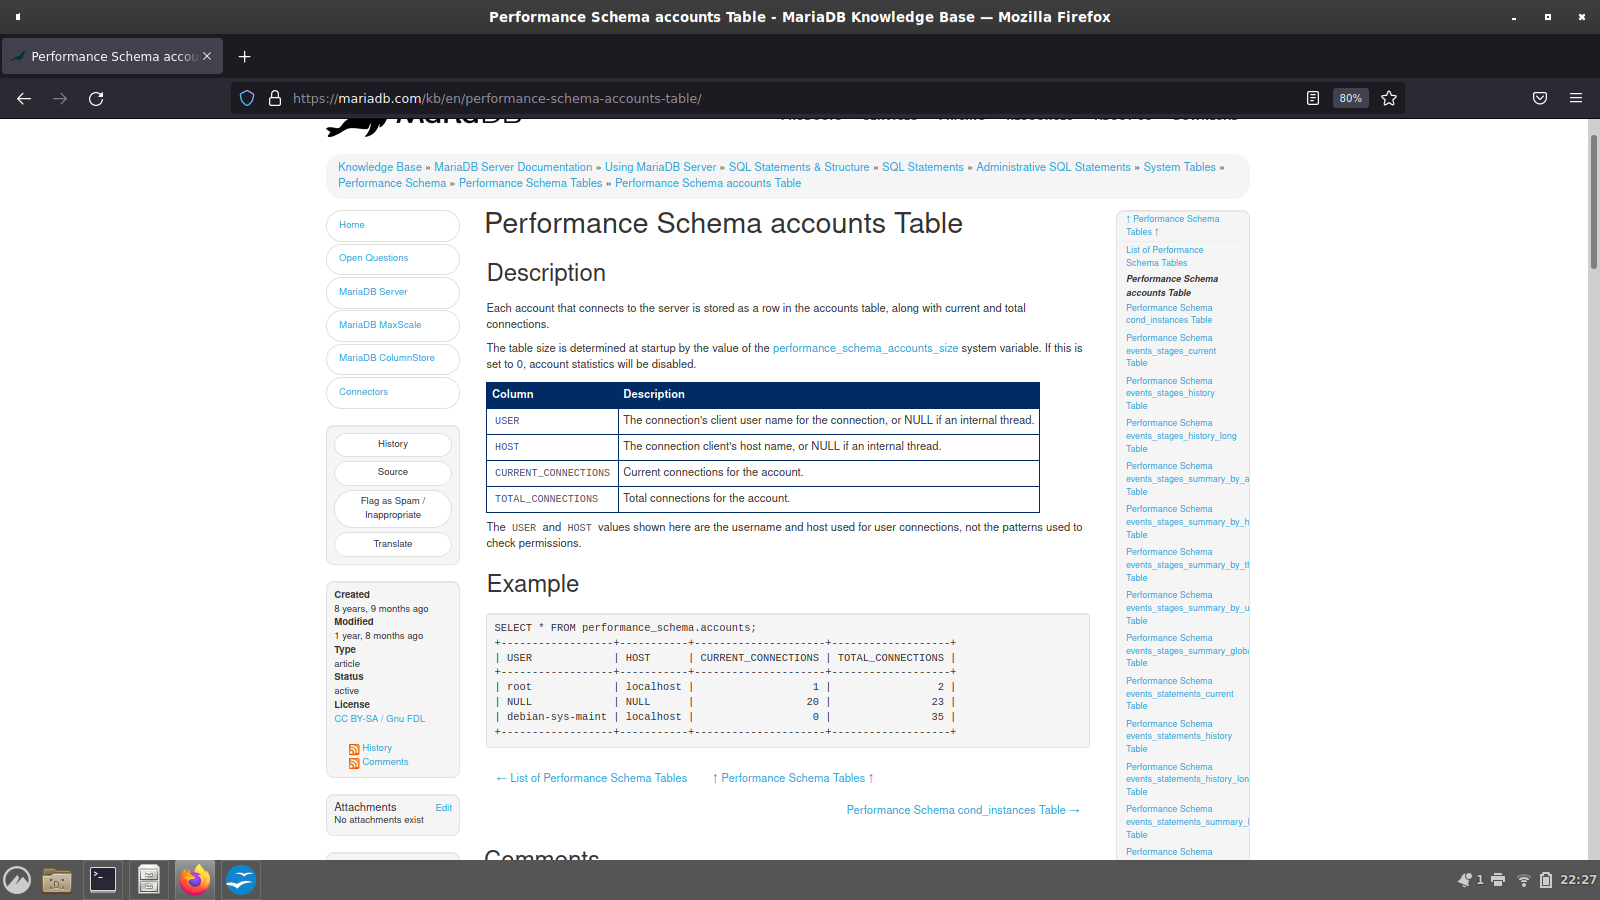 Performance Schema accounts Table - MariaDB Knowledge Base — Mozilla Firefox
Performance Schema accou
https://mariadb.com/kb/en/performance-schema-accounts-table/
80%
Knowledge Base » MariaDB Server Documentation » Using MariaDB Server » SQL Statements & Structure » SQL Statements » Administrative SQL Statements » System Tables »
Performance Schema » Performance Schema Tables » Performance Schema accounts Table
Home
Open Questions
MariaDB Server
MariaDB MaxScale
MariaDB ColumnStore
Connectors
History
Source
Flag as Spam /
Inappropriate
Translate
Created
8 years, 9 months ago
Modified
1 year, 8 months ago
Type
article
Status
active
License
CC BY-SA / Gnu FDL
History
Comments
Attachments Edit
No attachments exist
Performance Schema accounts Table
Description
Each account that connects to the server is stored as a row in the accounts table, along with current and total
connections.
The table size is determined at startup by the value of the performance_schema_accounts_size system variable. If this is
set to 0, account statistics will be disabled.
Column Description
USER The connection's client user name for the connection, or NULL if an internal thread.
HOST The connection client's host name, or NULL if an internal thread.
CURRENT_CONNECTIONS Current connections for the account.
TOTAL_CONNECTIONS Total connections for the account.
The USER and HOST values shown here are the username and host used for user connections, not the patterns used to
check permissions.
Example
SELECT * FROM performance_schema.accounts;
+------------------+-----------+---------------------+-------------------+
| USER             | HOST      | CURRENT_CONNECTIONS | TOTAL_CONNECTIONS |
+------------------+-----------+---------------------+-------------------+
| root             | localhost |                   1 |                 2 |
| NULL             | NULL      |                  20 |                23 |
| debian-sys-maint | localhost |                   0 |                35 |
+------------------+-----------+---------------------+-------------------+
← List of Performance Schema Tables ↑ Performance Schema Tables ↑
Performance Schema cond_instances Table →
Comments
↑ Performance Schema
Tables ↑
List of Performance
Schema Tables
Performance Schema
accounts Table
Performance Schema
cond_instances Table
Performance Schema
events_stages_current
Table
Performance Schema
events_stages_history
Table
Performance Schema
events_stages_history_long
Table
Performance Schema
events_stages_summary_by_a
Table
Performance Schema
events_stages_summary_by_h
Table
Performance Schema
events_stages_summary_by_th
Table
Performance Schema
events_stages_summary_by_u
Table
Performance Schema
events_stages_summary_globa
Table
Performance Schema
events_statements_current
Table
Performance Schema
events_statements_history
Table
Performance Schema
events_statements_history_lon
Table
Performance Schema
events_statements_summary_l
Table
Performance Schema
1
22:27